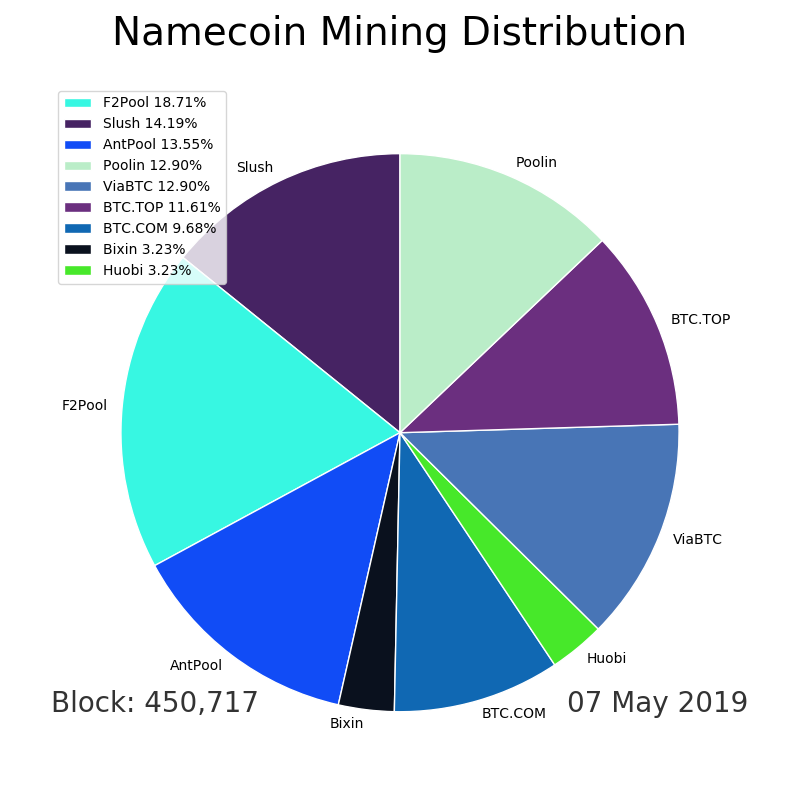 Namecoin Mining Distribution
F2Pool 18.71%
Slush 14.19%
AntPool 13.55%
Poolin 12.90%
ViaBTC 12.90%
BTC.TOP 11.61%
BTC.COM 9.68%
Bixin 3.23%
Huobi 3.23%
Slush
Poolin
BTC.TOP
F2Pool
ViaBTC
Huobi
AntPool
Block: 450,717
07 May 2019
BTC.COM
Bixin